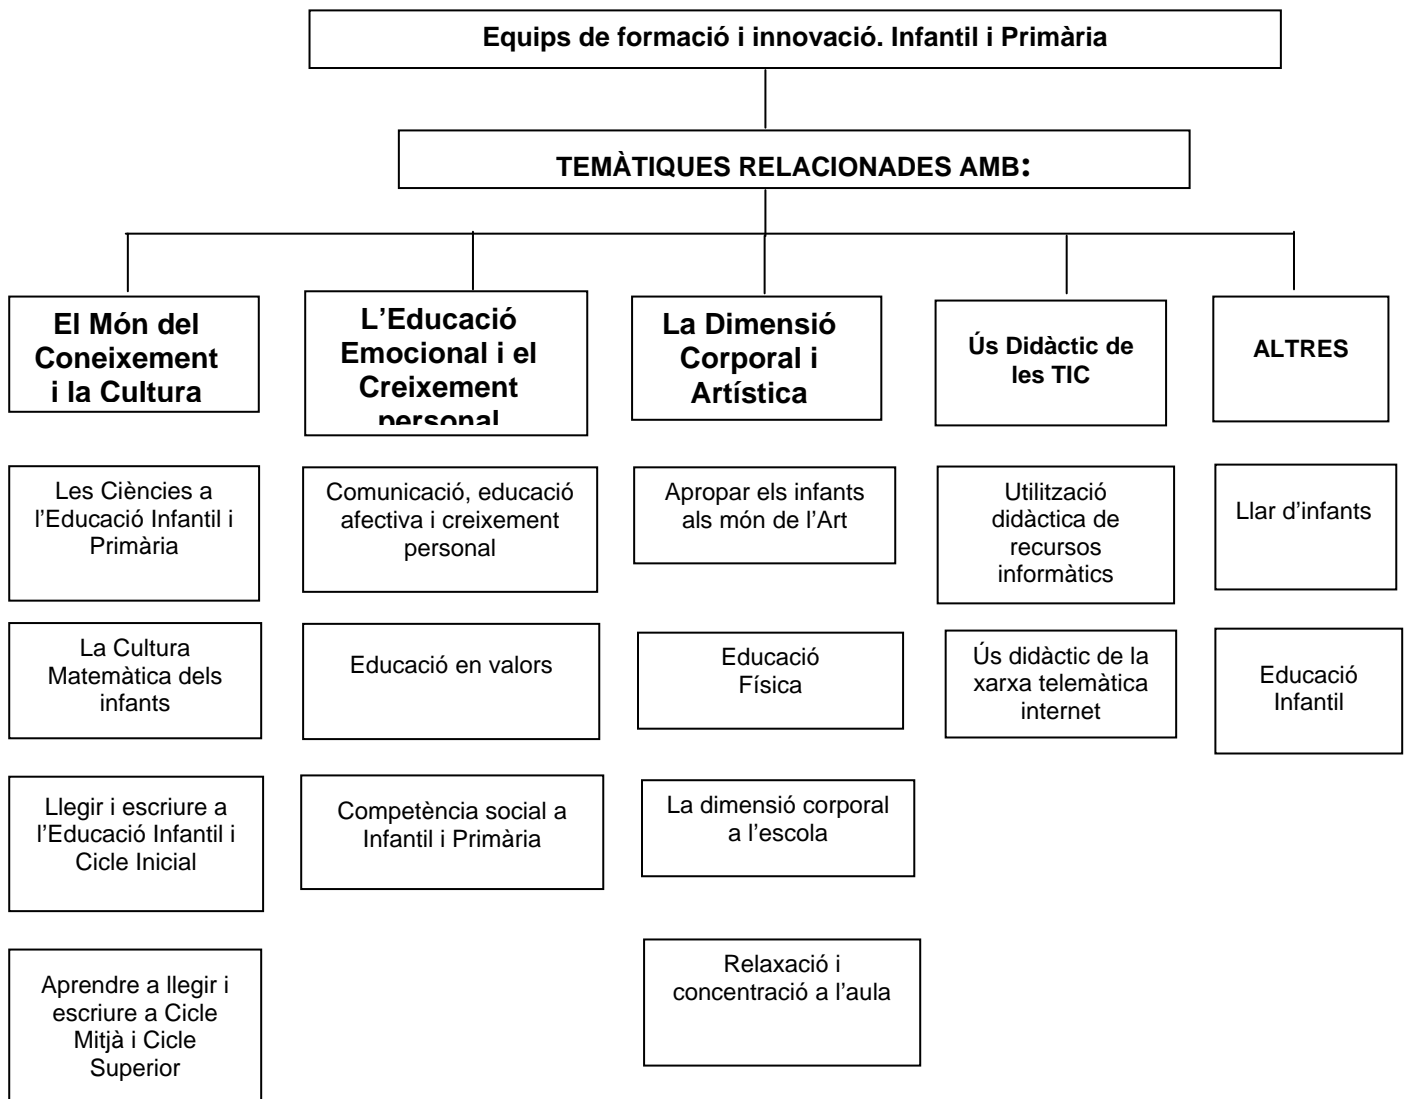 Equips de formació i innovació. Infantil i Primària
TEMÀTIQUES RELACIONADES AMB:
El Món del
Coneixement
i la Cultura
L’Educació
Emocional i el
Creixement
personal
La Dimensió
Corporal i
Artística
Ús Didàctic de
les TIC
ALTRES
Les Ciències a
l’Educació Infantil i
Primària
Comunicació, educació
afectiva i creixement
personal
Apropar els infants
als món de l’Art
Utilització
didàctica de
recursos
informàtics
Llar d’infants
La Cultura
Matemàtica dels
infants
Educació en valors
Educació
Física
Ús didàctic de la
xarxa telemàtica
internet
Educació
Infantil
Llegir i escriure a
l’Educació Infantil i
Cicle Inicial
Competència social a
Infantil i Primària
La dimensió corporal
a l’escola
Aprendre a llegir i
escriure a Cicle
Mitjà i Cicle
Superior
Relaxació i
concentració a l’aula